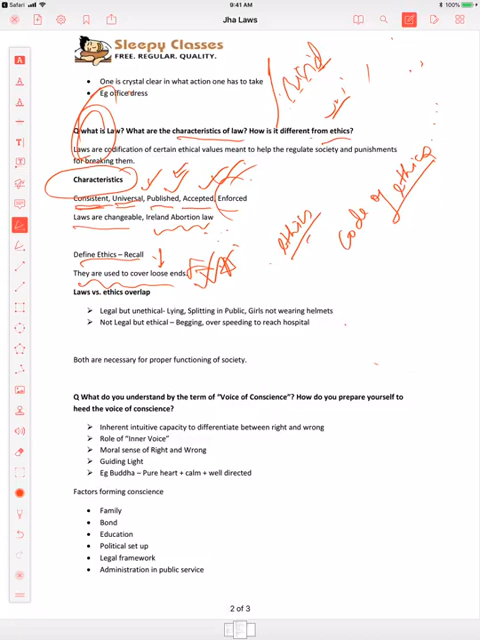 Safari
9:41 AM
100%
Jha Laws
Sleepy Classes
FREE. REGULAR. QUALITY.
One is crystal clear in what action one has to take
Eg office dress
Q what is Law? What are the characteristics of law? How is it different from ethics?
Laws are codification of certain ethical values meant to help the regulate society and punishments
for breaking them.
Characteristics
Consistent, Universal, Published, Accepted, Enforced
Laws are changeable, Ireland Abortion law
ethics
code of ethics
Define Ethics – Recall
They are used to cover loose ends.
Laws vs. ethics overlap
Legal but unethical- Lying, Splitting in Public, Girls not wearing helmets
Not Legal but ethical – Begging, over speeding to reach hospital
Both are necessary for proper functioning of society.
Q What do you understand by the term of "Voice of Conscience"? How do you prepare yourself to
heed the voice of conscience?
Inherent intuitive capacity to differentiate between right and wrong
Role of "Inner Voice"
Moral sense of Right and Wrong
Guiding Light
Eg Buddha – Pure heart + calm + well directed
Factors forming conscience
Family
Bond
Education
Political set up
Legal framework
Administration in public service
2 of 3